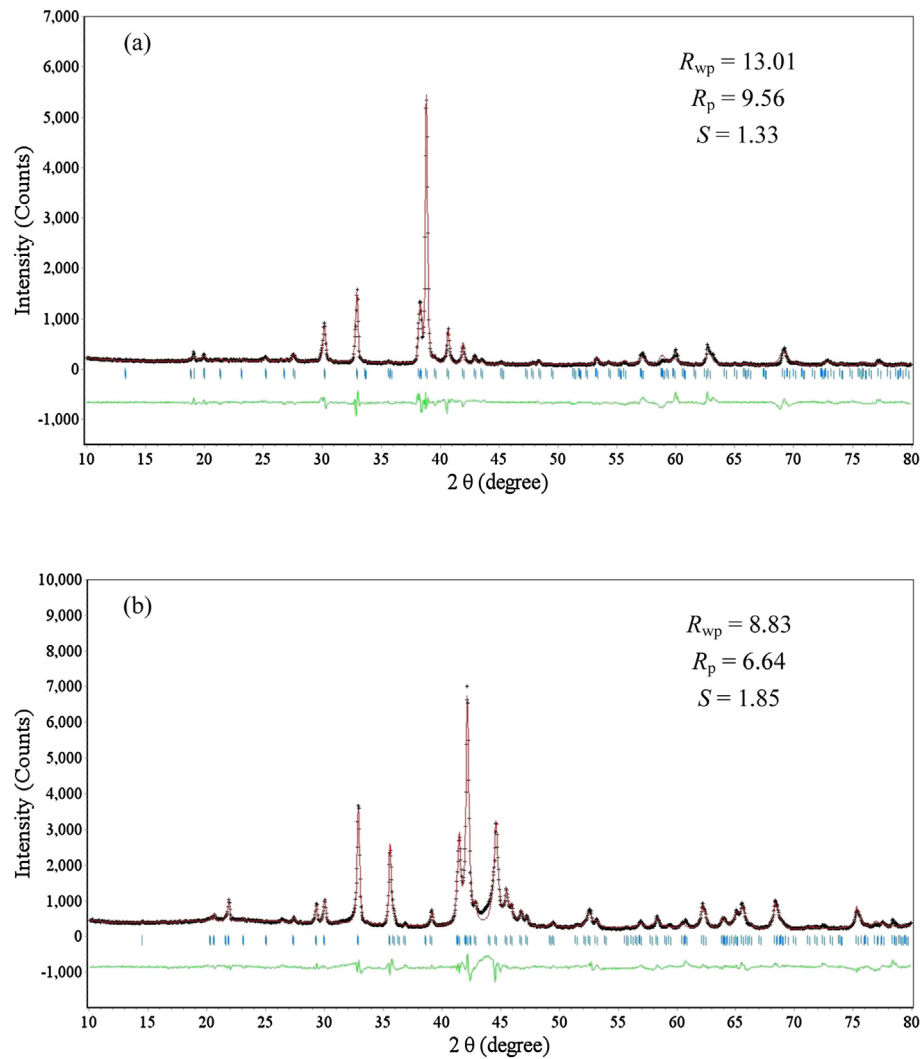 7,000
(a)
R_wp = 13.01
6,000
R_p = 9.56
5,000
S = 1.33
4,000
3,000
2,000
1,000
0
-1,000
Intensity (Counts)
10 15 20 25 30 35 40 45 50 55 60 65 70 75 80
2 θ (degree)
10,000
(b)
9,000
R_wp = 8.83
8,000
R_p = 6.64
7,000
S = 1.85
6,000
5,000
4,000
3,000
2,000
1,000
0
-1,000
Intensity (Counts)
10 15 20 25 30 35 40 45 50 55 60 65 70 75 80
2 θ (degree)